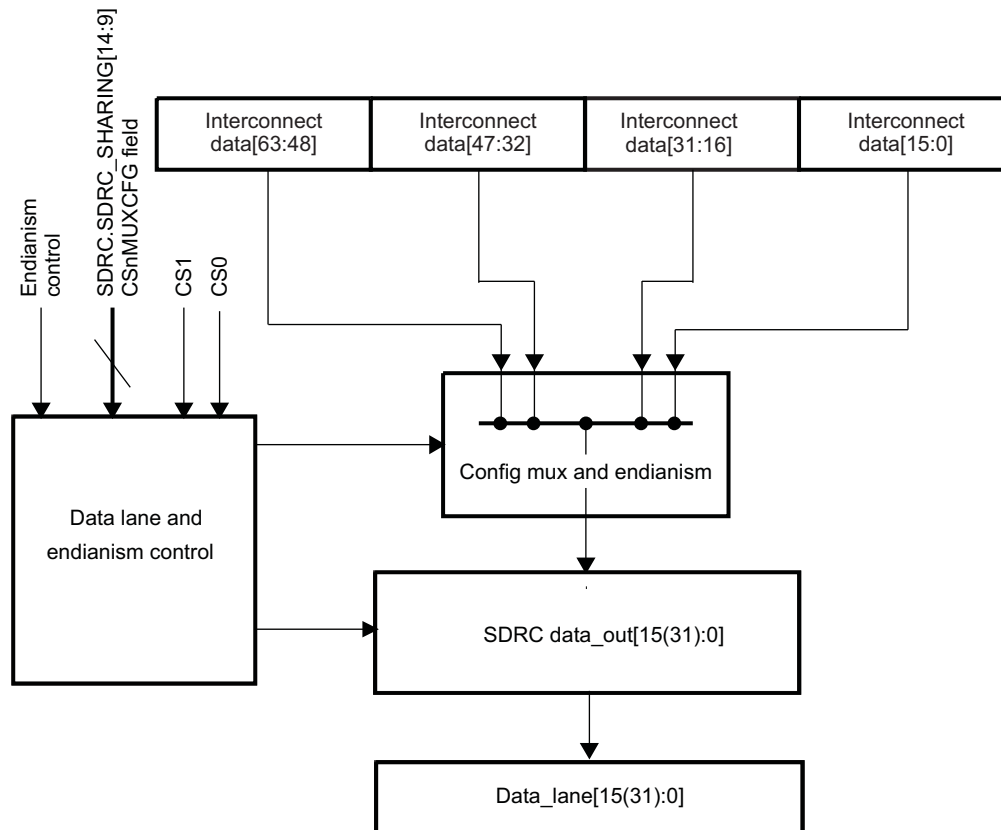 Endianism
control
SDRC.SDRC_SHARING[14:9]
CSnMUXCFG field
CS1
CS0
Interconnect
data[63:48]
Interconnect
data[47:32]
Interconnect
data[31:16]
Interconnect
data[15:0]
Config mux and endianism
Data lane and
endianism control
SDRC data_out[15(31):0]
Data_lane[15(31):0]